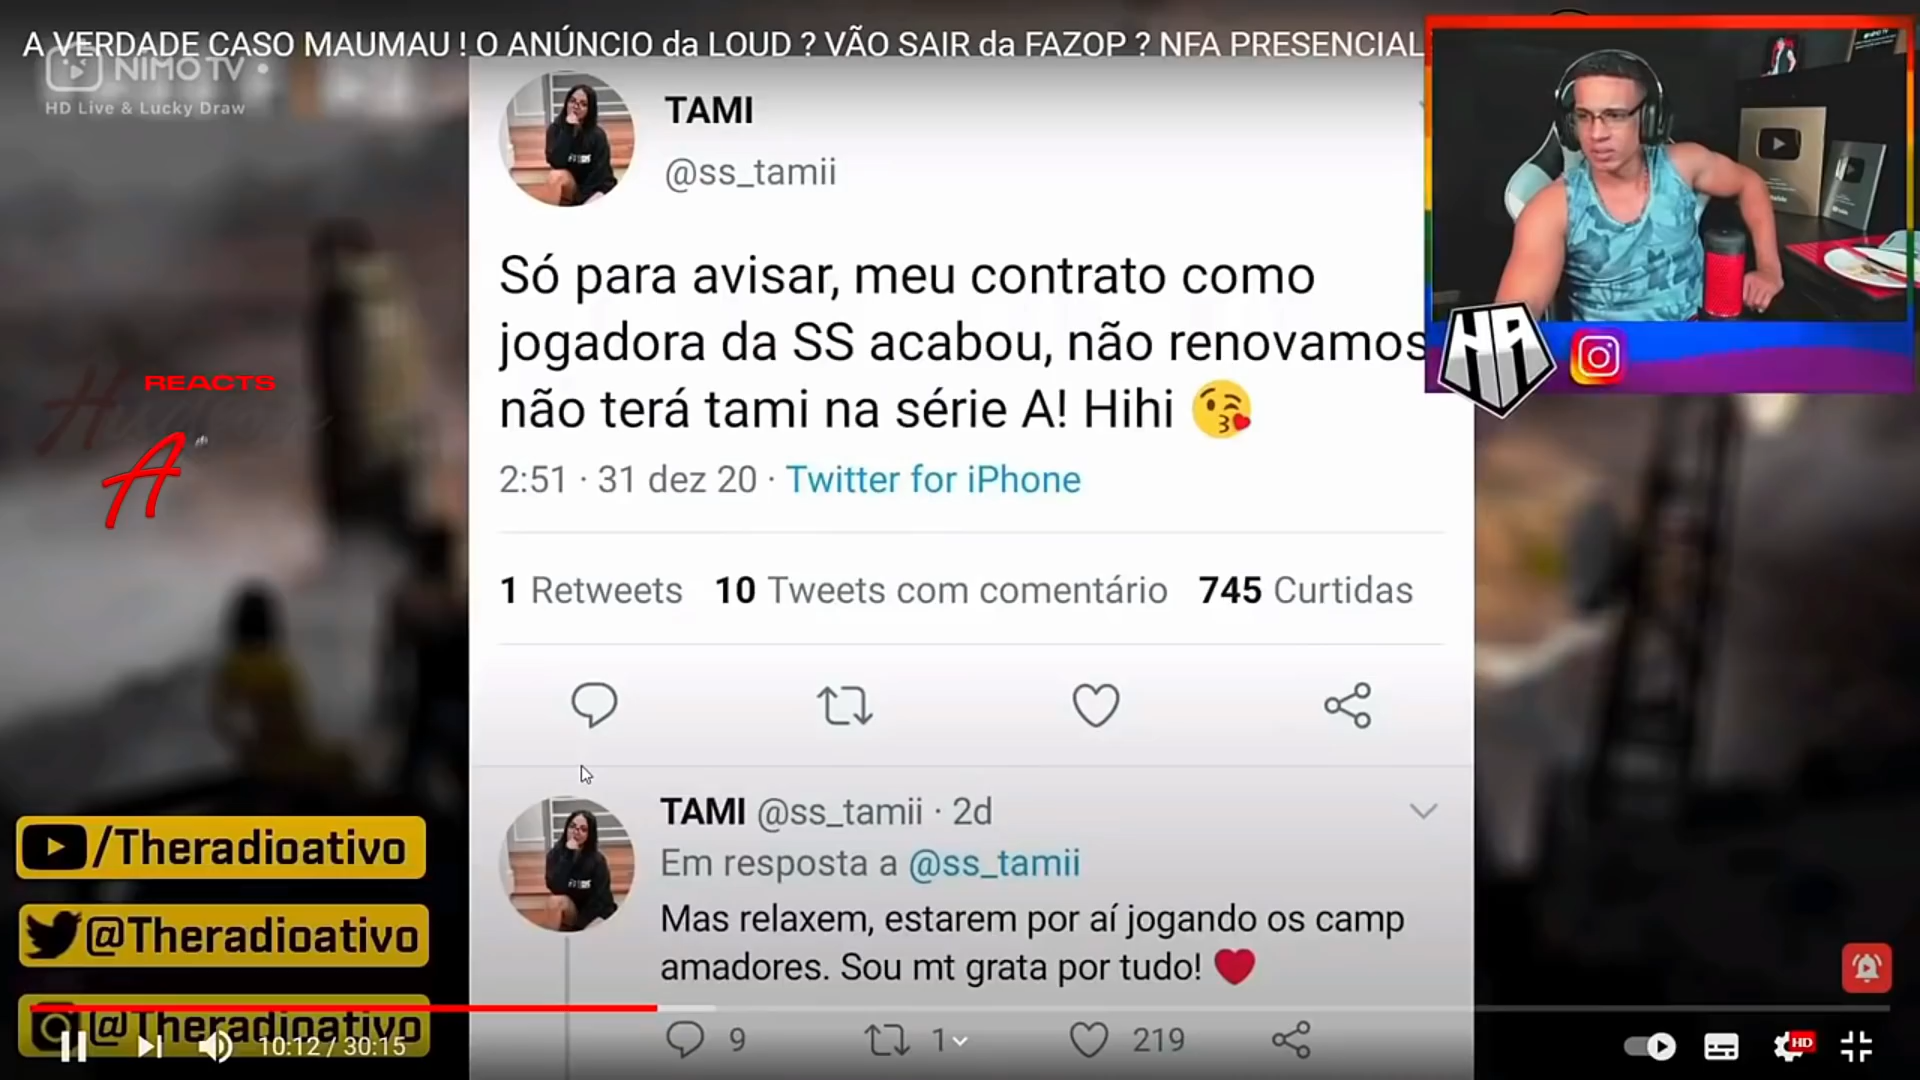 A VERDADE CASO MAUMAU ! O ANÚNCIO da LOUD ? VÃO SAIR da FAZOP ? NFA PRESENCIAL
NIMO TV
HD Live & Lucky Draw
TAMI
@ss_tamii
Só para avisar, meu contrato como
jogadora da SS acabou, não renovamos
não terá tami na série A! Hihi 😘
2:51 · 31 dez 20 · Twitter for iPhone
1 Retweets 10 Tweets com comentário 745 Curtidas
REACTS
A
NA
TAMI @ss_tamii · 2d
Em resposta a @ss_tamii
Mas relaxem, estarem por aí jogando os camp
amadores. Sou mt grata por tudo! ❤️
9 1 219
/Theradioativo
@Theradioativo
@Theradioativo
10:12 / 30:15
HD